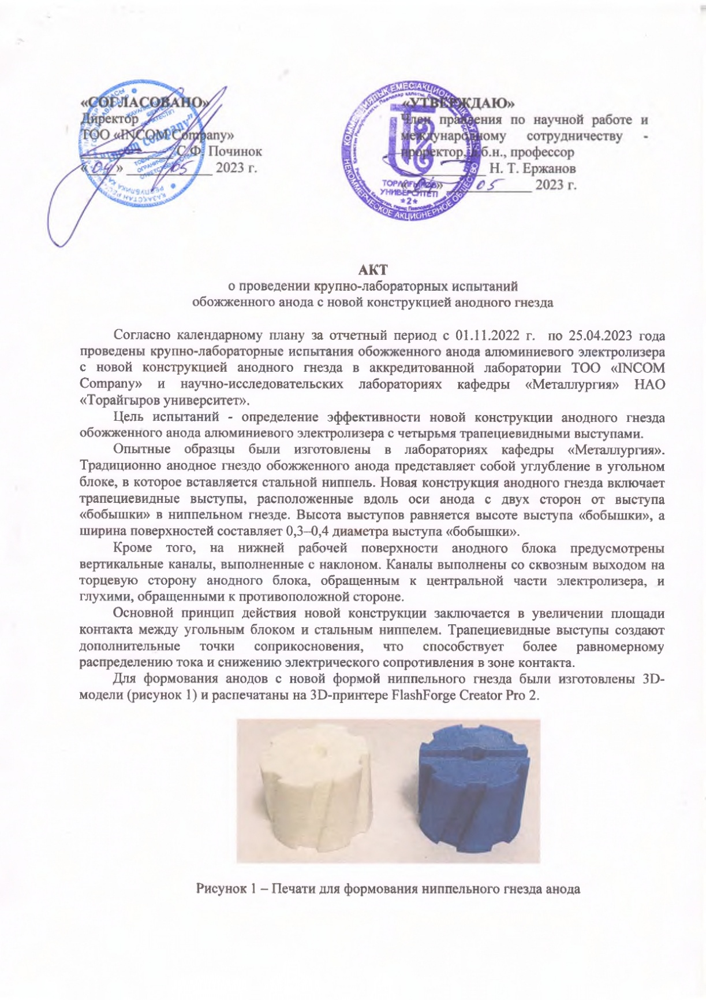 «СОГЛАСОВАНО»
Директор
ТОО «INCOM Company»
С.Ф. Починок
«04» 05 2023 г.
«УТВЕРЖДАЮ»
Член правления по научной работе и
международному сотрудничеству -
проректор, д.б.н., профессор
Н. Т. Ержанов
«04» 05 2023 г.
"Incom Company"
ТОРАЙҒЫРОВ
УНИВЕРСИТЕТІ
*2*
НЕКОММЕРЧЕСКОЕ АКЦИОНЕРНОЕ ОБЩЕСТВО
АКТ
о проведении крупно-лабораторных испытаний
обожженного анода с новой конструкцией анодного гнезда
Согласно календарному плану за отчетный период с 01.11.2022 г. по 25.04.2023 года
проведены крупно-лабораторные испытания обожженного анода алюминиевого электролизера
с новой конструкцией анодного гнезда в аккредитованной лаборатории ТОО «INCOM
Company» и научно-исследовательских лабораториях кафедры «Металлургия» НАО
«Торайгыров университет».
Цель испытаний - определение эффективности новой конструкции анодного гнезда
обожженного анода алюминиевого электролизера с четырьмя трапециевидными выступами.
Опытные образцы были изготовлены в лабораториях кафедры «Металлургия».
Традиционно анодное гнездо обожженного анода представляет собой углубление в угольном
блоке, в которое вставляется стальной ниппель. Новая конструкция анодного гнезда включает
трапециевидные выступы, расположенные вдоль оси анода с двух сторон от выступа
«бобышки» в ниппельном гнезде. Высота выступов равняется высоте выступа «бобышки», а
ширина поверхностей составляет 0,3–0,4 диаметра выступа «бобышки».
Кроме того, на нижней рабочей поверхности анодного блока предусмотрены
вертикальные каналы, выполненные с наклоном. Каналы выполнены со сквозным выходом на
торцевую сторону анодного блока, обращенным к центральной части электролизера, и
глухими, обращенными к противоположной стороне.
Основной принцип действия новой конструкции заключается в увеличении площади
контакта между угольным блоком и стальным ниппелем. Трапециевидные выступы создают
дополнительные точки соприкосновения, что способствует более равномерному
распределению тока и снижению электрического сопротивления в зоне контакта.
Для формования анодов с новой формой ниппельного гнезда были изготовлены 3D-
модели (рисунок 1) и распечатаны на 3D-принтере FlashForge Creator Pro 2.
Рисунок 1 – Печати для формования ниппельного гнезда анода